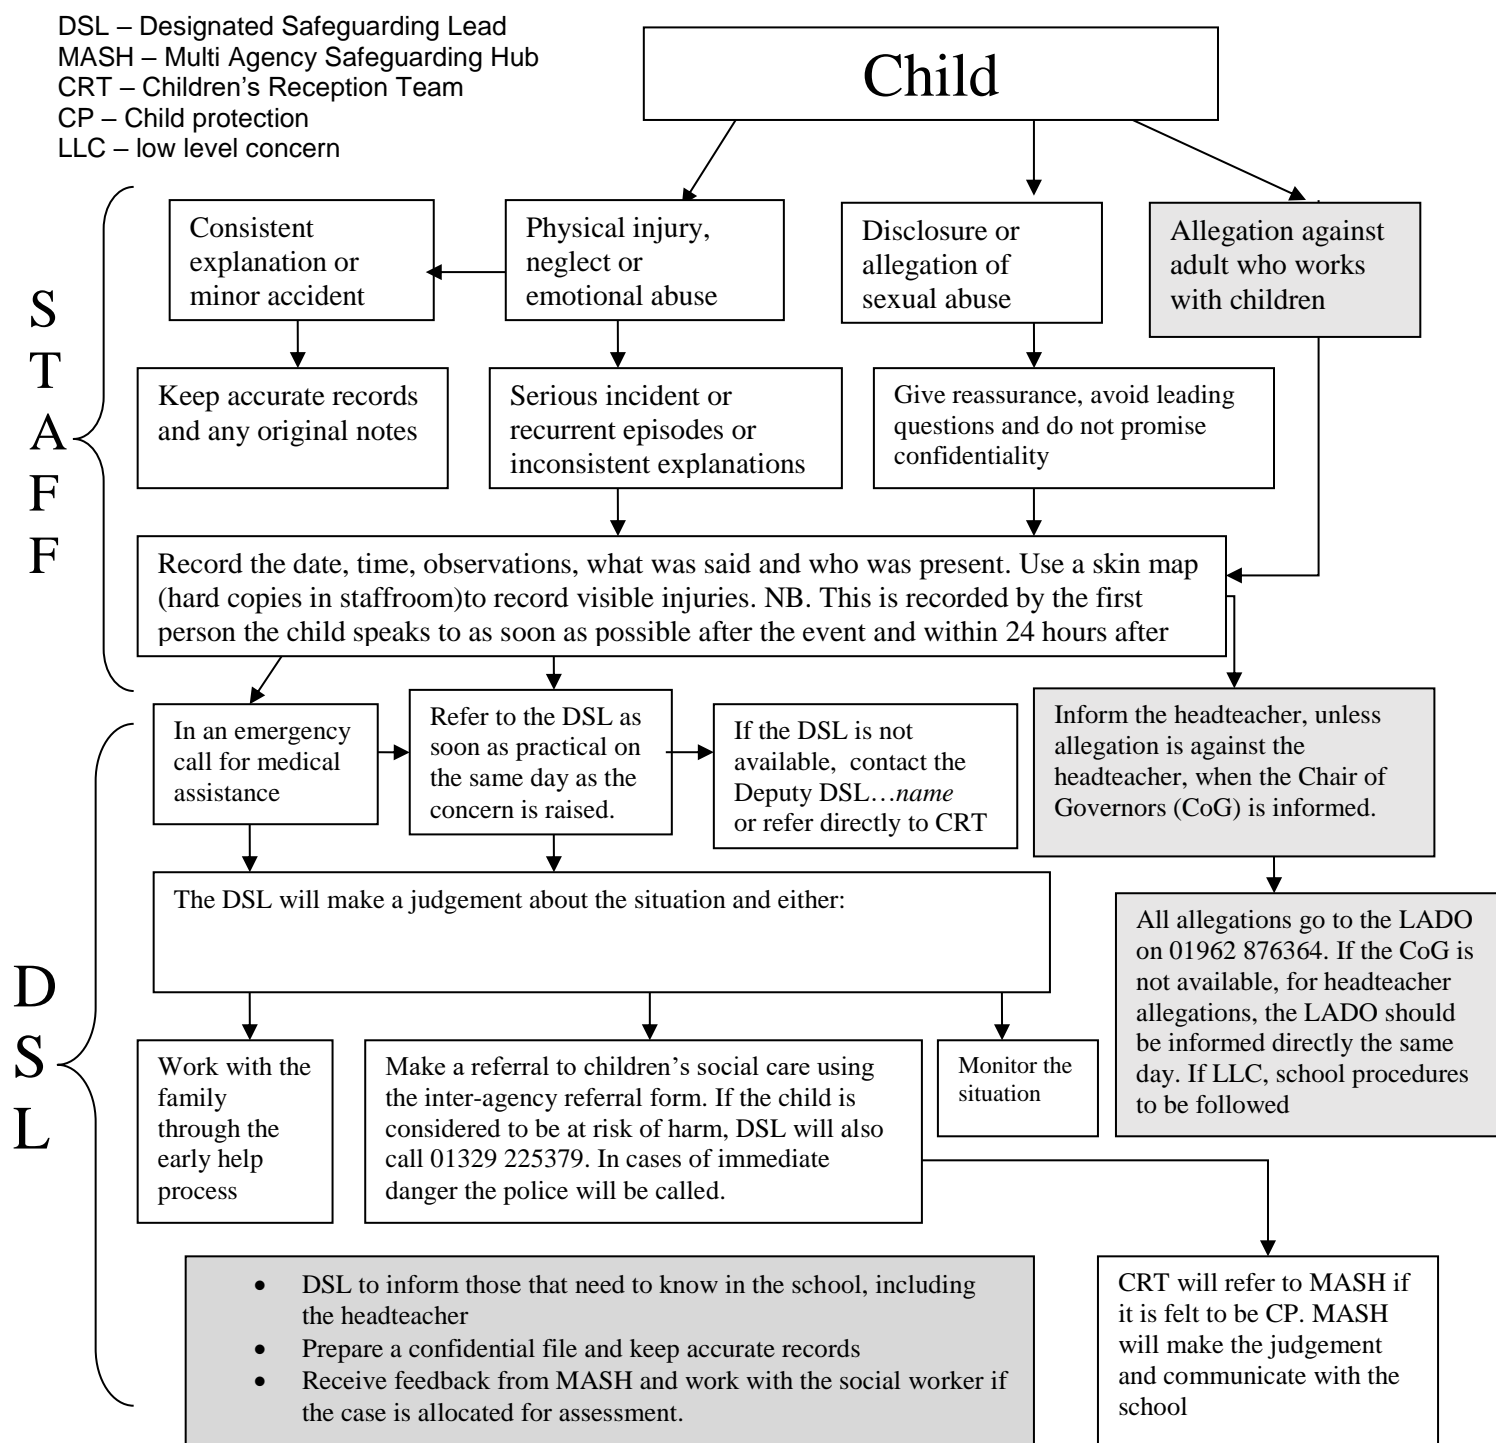 DSL – Designated Safeguarding Lead
MASH – Multi Agency Safeguarding Hub
CRT – Children's Reception Team
CP – Child protection
LLC – low level concern
Child
S
T
A
F
F
Consistent
explanation or
minor accident
Physical injury,
neglect or
emotional abuse
Disclosure or
allegation of
sexual abuse
Allegation against
adult who works
with children
Keep accurate records
and any original notes
Serious incident or
recurrent episodes or
inconsistent explanations
Give reassurance, avoid leading
questions and do not promise
confidentiality
Record the date, time, observations, what was said and who was present. Use a skin map
(hard copies in staffroom)to record visible injuries. NB. This is recorded by the first
person the child speaks to as soon as possible after the event and within 24 hours after
D
S
L
In an emergency
call for medical
assistance
Refer to the DSL as
soon as practical on
the same day as the
concern is raised.
If the DSL is not
available,  contact the
Deputy DSL…name
or refer directly to CRT
Inform the headteacher, unless
allegation is against the
headteacher, when the Chair of
Governors (CoG) is informed.
The DSL will make a judgement about the situation and either:
All allegations go to the LADO
on 01962 876364. If the CoG is
not available, for headteacher
allegations, the LADO should
be informed directly the same
day. If LLC, school procedures
to be followed
Work with the
family
through the
early help
process
Make a referral to children's social care using
the inter-agency referral form. If the child is
considered to be at risk of harm, DSL will also
call 01329 225379. In cases of immediate
danger the police will be called.
Monitor the
situation
• DSL to inform those that need to know in the school, including
the headteacher
• Prepare a confidential file and keep accurate records
• Receive feedback from MASH and work with the social worker if
the case is allocated for assessment.
CRT will refer to MASH if
it is felt to be CP. MASH
will make the judgement
and communicate with the
school